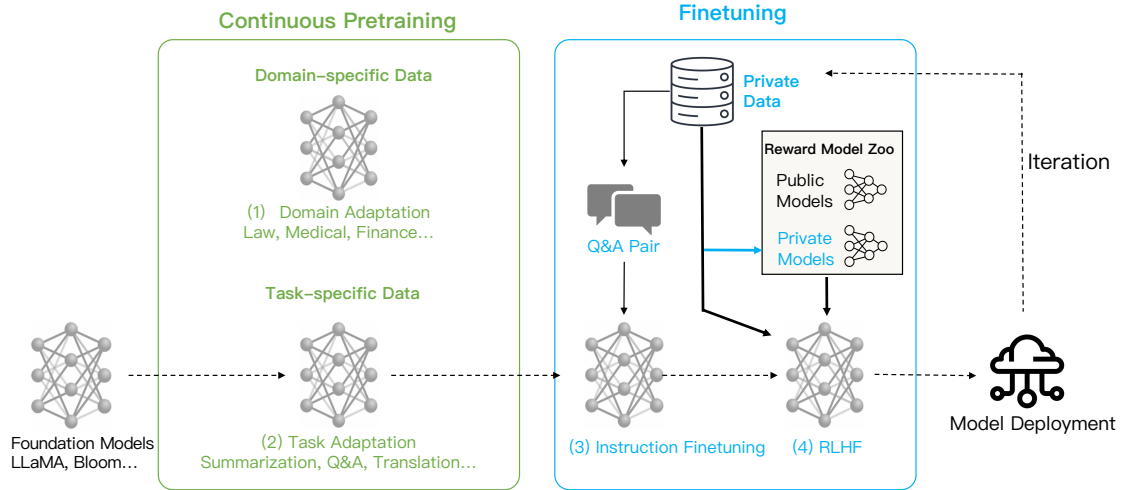 Continuous Pretraining
Domain-specific Data
(1) Domain Adaptation
Law, Medical, Finance...
Task-specific Data
(2) Task Adaptation
Summarization, Q&A, Translation...
Foundation Models
LLaMA, Bloom...
Finetuning
Private
Data
Q&A Pair
Reward Model Zoo
Public
Models
Private
Models
(3) Instruction Finetuning
(4) RLHF
Iteration
Model Deployment